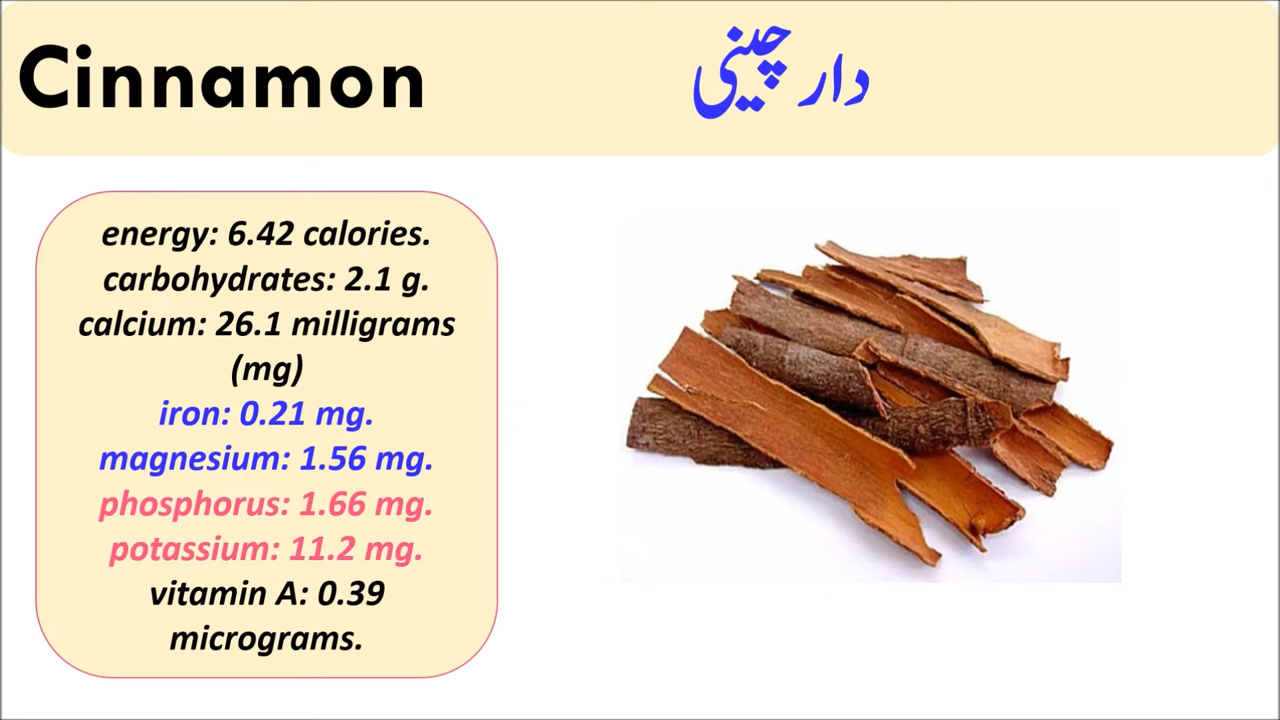 Cinnamon
دار چینی
energy: 6.42 calories.
carbohydrates: 2.1 g.
calcium: 26.1 milligrams
(mg)
iron: 0.21 mg.
magnesium: 1.56 mg.
phosphorus: 1.66 mg.
potassium: 11.2 mg.
vitamin A: 0.39
micrograms.